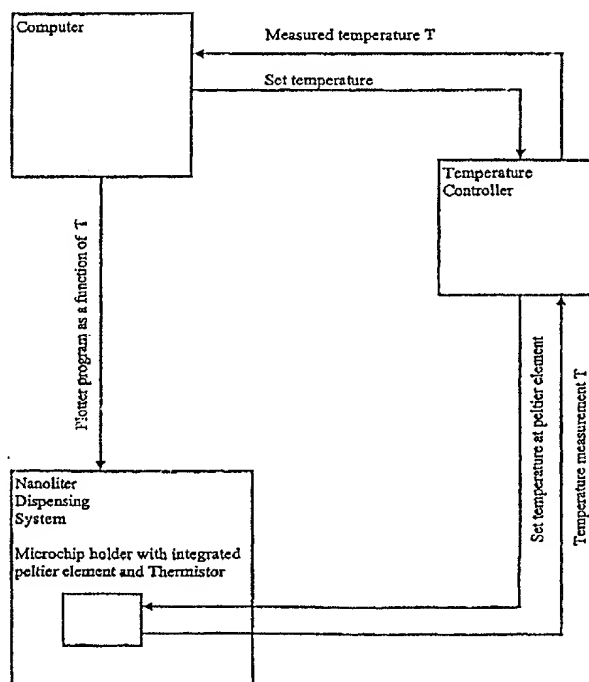 Computer
Measured temperature T
Set temperature
Temperature
Controller
Plotter program as a function of T
Set temperature at peltier element
Temperature measurement T
Nanoliter
Dispensing
System
Microchip holder with integrated
peltier element and Thermistor